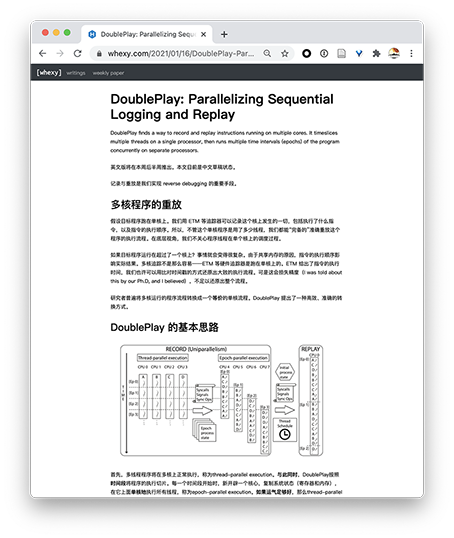 DoublePlay: Parallelizing Sequ
whexy.com/2021/01/16/DoublePlay-Par...
[whexy] writings weekly paper
DoublePlay: Parallelizing Sequential
Logging and Replay
DoublePlay finds a way to record and replay instructions running on multiple cores. It timeslices
multiple threads on a single processor, then runs multiple time intervals (epochs) of the program
concurrently on separate processors.
英文版将在本周后半周推出。本文目前是中文草稿状态。
记录与重放是我们实现 reverse debugging 的重要手段。
多核程序的重放
假设目标程序跑在单核上。我们用 ETM 等追踪器可以记录这个核上发生的一切，包括执行了什么指
令，以及指令的执行顺序。所以，不管这个单核程序是用了多少线程，我们都能"完备的"准确重放这个
程序的执行流程。在底层视角，我们不关心程序线程在单个核上的调度过程。
如果目标程序运行在超过了一个核上？事情就会变得很复杂。由于共享内存的原因，指令的执行顺序影
响实际结果。多核追踪不是那么容易——ETM 等硬件追踪器是跑在单核上的。ETM 给出了指令的执行
时间，我们也许可以用比对时间戳的方式还原出大致的执行流程。可是这会损失精度（I was told about
this by our Ph.D, and I believed），不足以还原出整个流程。
研究者普遍将多核运行的程序流程转换成一个等价的单核流程。DoublePlay 提出了一种高效、准确的转
换方式。
DoublePlay 的基本思路
RECORD (Uniparallelism)
REPLAY
Thread-parallel execution
Epoch-parallel execution
CPU 0 CPU 1 CPU 2 CPU 3
CPU 4 CPU 5 CPU 6 CPU 7
CPU 0
A B C D
TIME
[Ep 0]
[Ep 1]
[Ep 2]
[Ep 3]
Syscalls
Signals
Sync Ops
Epoch
process
state
Initial
process
state
Syscalls
Signals
Thread
Schedule
首先，多线程程序将在多核上正常执行，称为thread-parallel execution。与此同时，DoublePlay按照
时间段将程序的执行切片。每一个时间段开始时，新开辟一个核心，复制系统状态（寄存器和内存），
在它上面单核地执行所有线程，称为epoch-parallel execution。如果运气足够好，那么thread-parallel